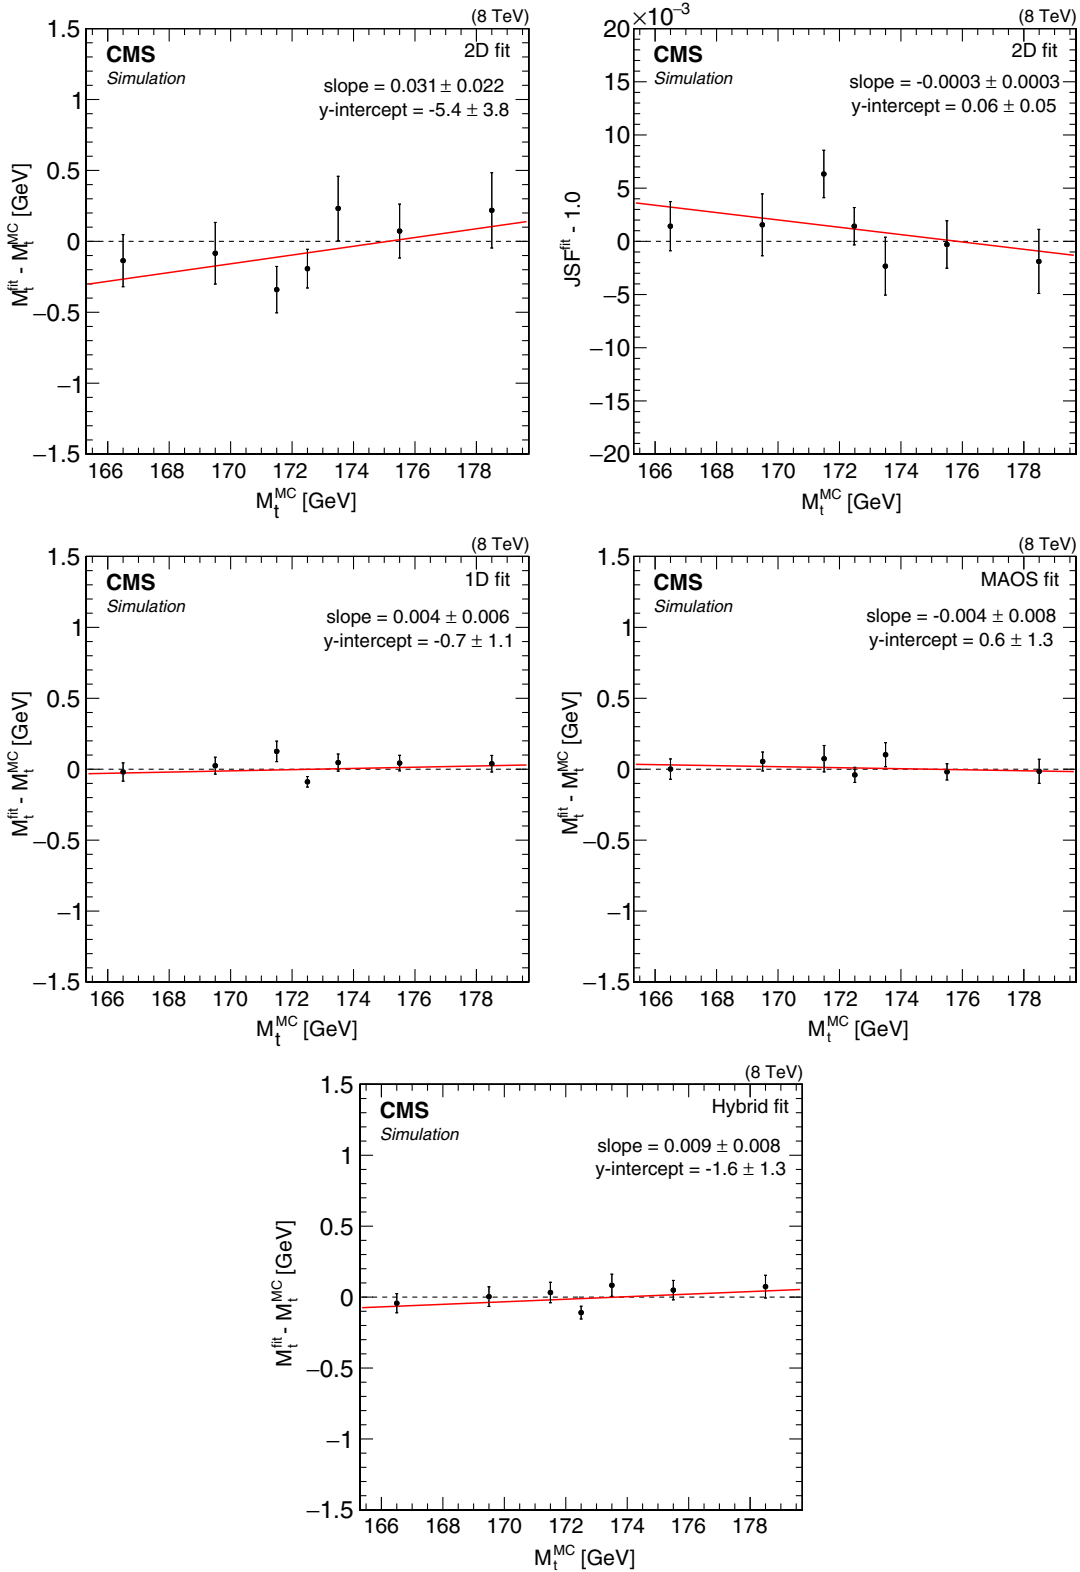 (8 TeV)
CMS
Simulation
2D fit
slope = 0.031 ± 0.022
y-intercept = -5.4 ± 3.8
1.5
1
0.5
0
−0.5
−1
−1.5
M_t^fit - M_t^MC [GeV]
166 168 170 172 174 176 178
M_t^MC [GeV]
×10⁻³
(8 TeV)
CMS
Simulation
2D fit
slope = -0.0003 ± 0.0003
y-intercept = 0.06 ± 0.05
20
15
10
5
0
−5
−10
−15
−20
JSF^fit - 1.0
166 168 170 172 174 176 178
M_t^MC [GeV]
(8 TeV)
CMS
Simulation
1D fit
slope = 0.004 ± 0.006
y-intercept = -0.7 ± 1.1
1.5
1
0.5
0
−0.5
−1
−1.5
M_t^fit - M_t^MC [GeV]
166 168 170 172 174 176 178
M_t^MC [GeV]
(8 TeV)
CMS
Simulation
MAOS fit
slope = -0.004 ± 0.008
y-intercept = 0.6 ± 1.3
1.5
1
0.5
0
−0.5
−1
−1.5
M_t^fit - M_t^MC [GeV]
166 168 170 172 174 176 178
M_t^MC [GeV]
(8 TeV)
CMS
Simulation
Hybrid fit
slope = 0.009 ± 0.008
y-intercept = -1.6 ± 1.3
1.5
1
0.5
0
−0.5
−1
−1.5
M_t^fit - M_t^MC [GeV]
166 168 170 172 174 176 178
M_t^MC [GeV]